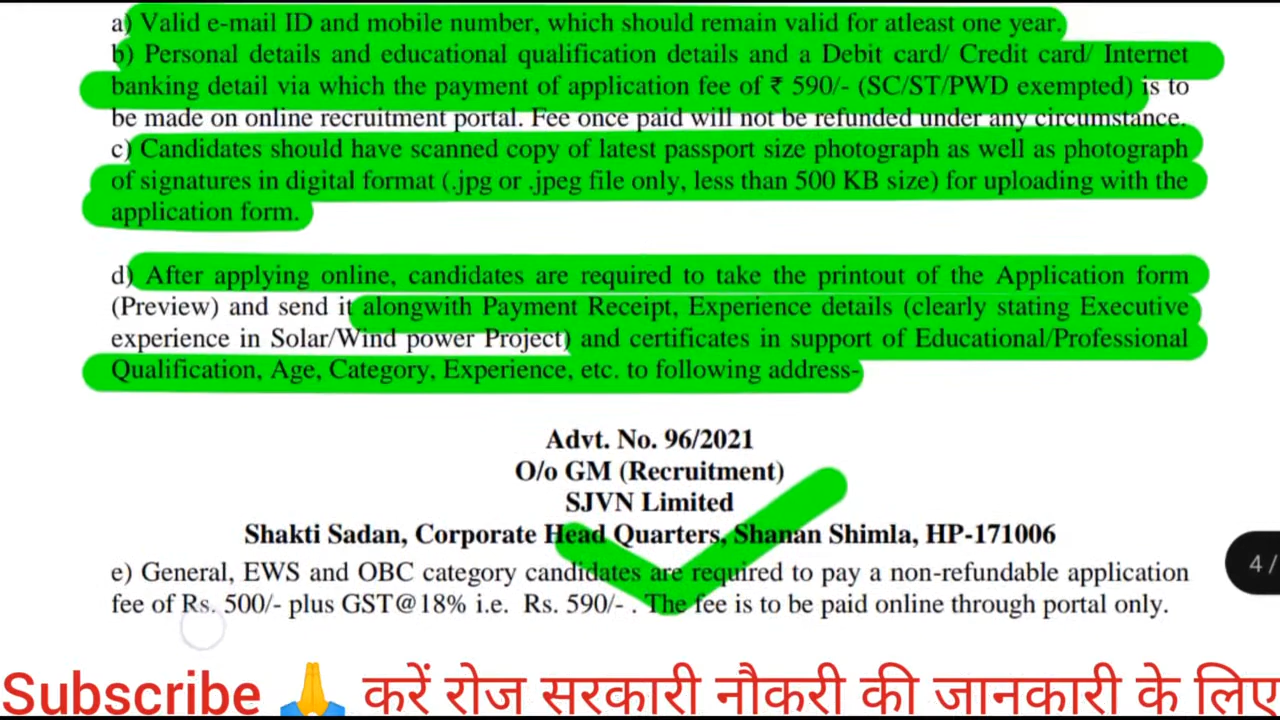 a) Valid e-mail ID and mobile number, which should remain valid for atleast one year.
b) Personal details and educational qualification details and a Debit card/ Credit card/ Internet
banking detail via which the payment of application fee of ₹ 590/- (SC/ST/PWD exempted) is to
be made on online recruitment portal. Fee once paid will not be refunded under any circumstance.
c) Candidates should have scanned copy of latest passport size photograph as well as photograph
of signatures in digital format (.jpg or .jpeg file only, less than 500 KB size) for uploading with the
application form.
d) After applying online, candidates are required to take the printout of the Application form
(Preview) and send it alongwith Payment Receipt, Experience details (clearly stating Executive
experience in Solar/Wind power Project) and certificates in support of Educational/Professional
Qualification, Age, Category, Experience, etc. to following address-
Advt. No. 96/2021
O/o GM (Recruitment)
SJVN Limited
Shakti Sadan, Corporate Head Quarters, Shanan Shimla, HP-171006
4 /
e) General, EWS and OBC category candidates are required to pay a non-refundable application
fee of Rs. 500/- plus GST@18% i.e. Rs. 590/- . The fee is to be paid online through portal only.
Subscribe 🙏 करें रोज सरकारी नौकरी की जानकारी के लिए